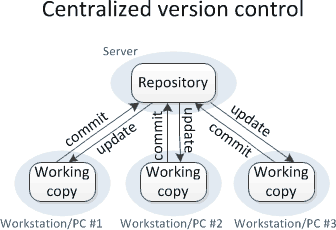 Centralized version control
Server
Repository
commit
update
commit
update
update
commit
Working
copy
Working
copy
Working
copy
Workstation/PC #1
Workstation/PC #2
Workstation/PC #3